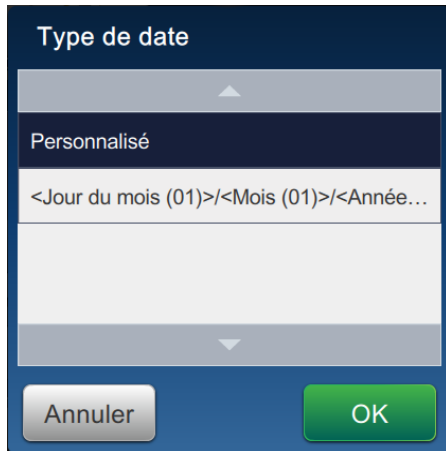 Type de date
Personnalisé
<Jour du mois (01)>/<Mois (01)>/<Année…
Annuler
OK